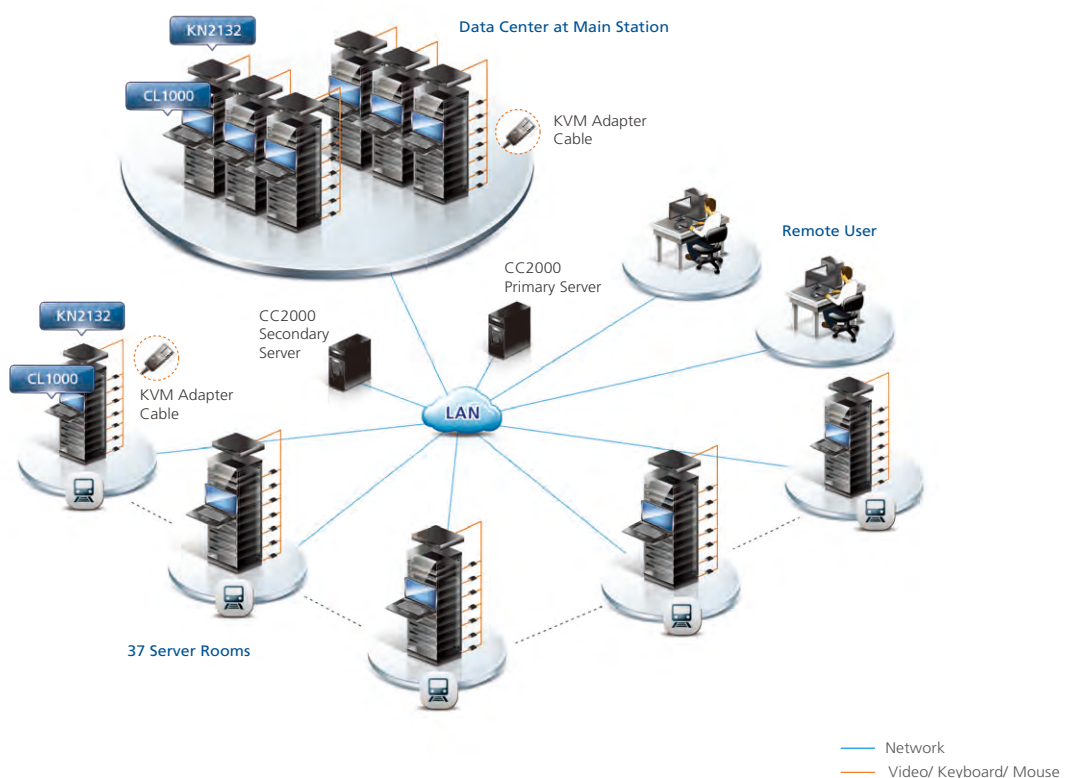 KN2132
Data Center at Main Station
CL1000
KVM Adapter
Cable
Remote User
CC2000
Primary Server
CC2000
Secondary
Server
KN2132
CL1000
KVM Adapter
Cable
LAN
37 Server Rooms
Network
Video/ Keyboard/ Mouse